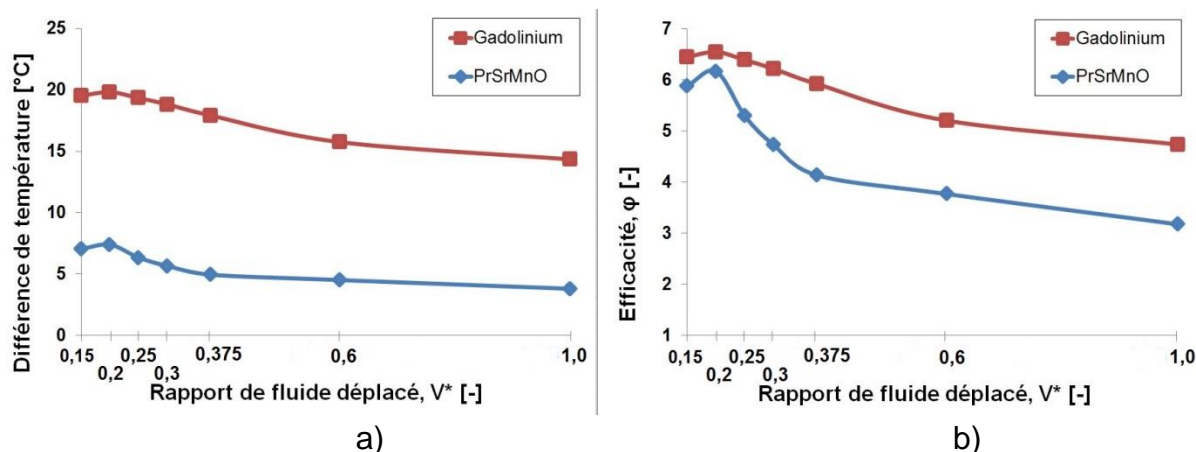 Différence de température [°C]
25
20
15
10
5
0
0,15
0,2
0,25
0,3
0,375
0,6
1,0
Rapport de fluide déplacé, V* [-]
Gadolinium
PrSrMnO
a)
Efficacité, φ [-]
7
6
5
4
3
2
1
0,15
0,2
0,25
0,3
0,375
0,6
1,0
Rapport de fluide déplacé, V* [-]
Gadolinium
PrSrMnO
b)